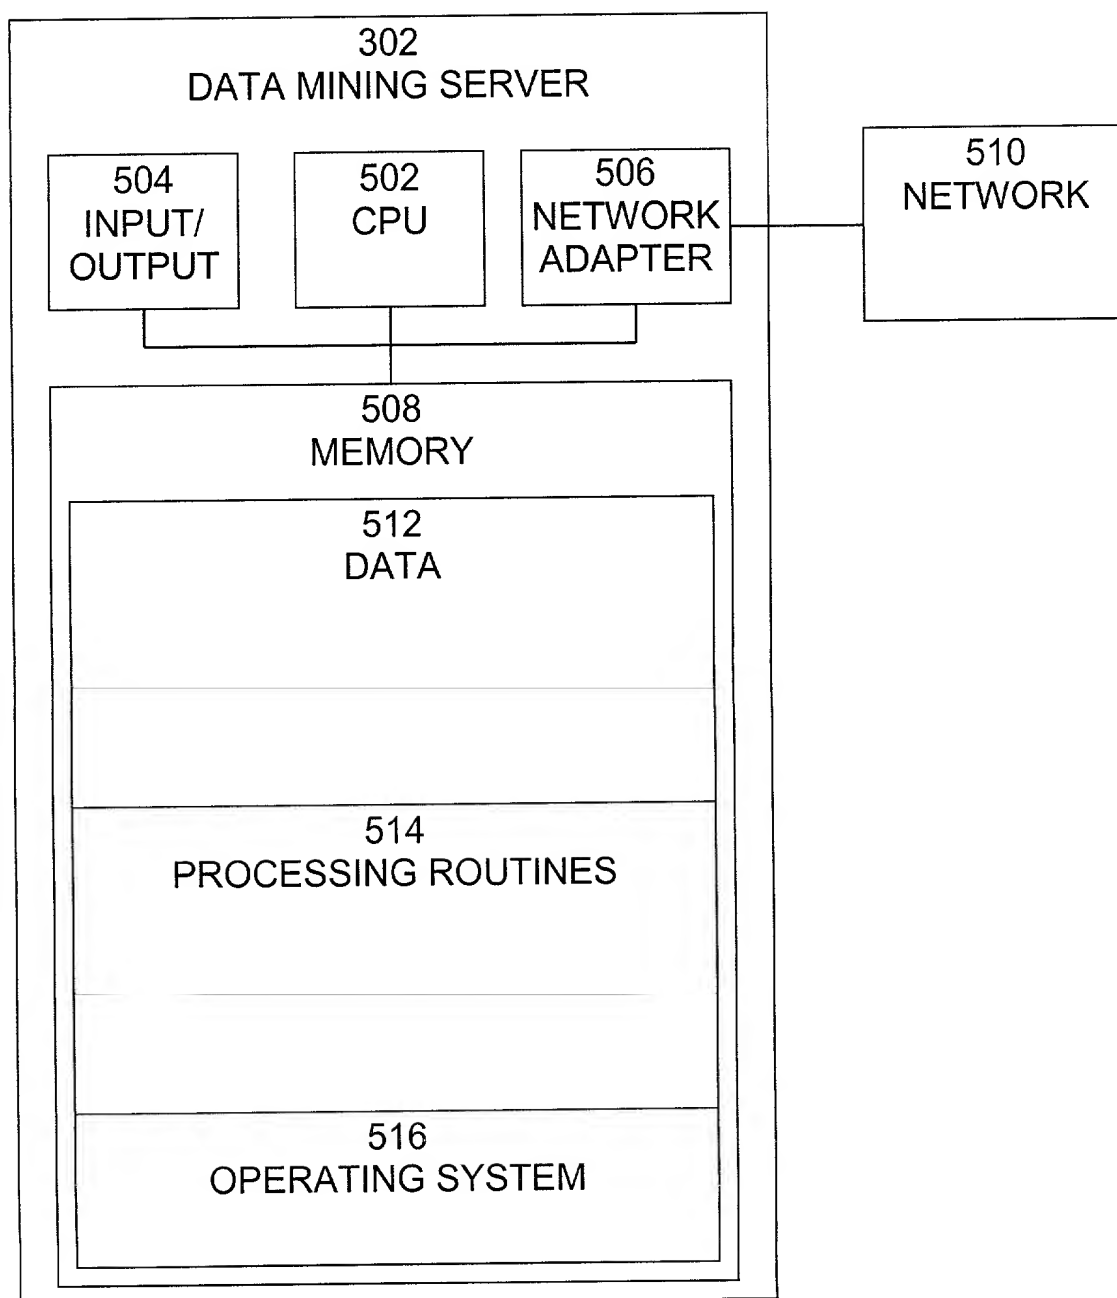 302
DATA MINING SERVER
504
INPUT/
OUTPUT
502
CPU
506
NETWORK
ADAPTER
510
NETWORK
508
MEMORY
512
DATA
514
PROCESSING ROUTINES
516
OPERATING SYSTEM